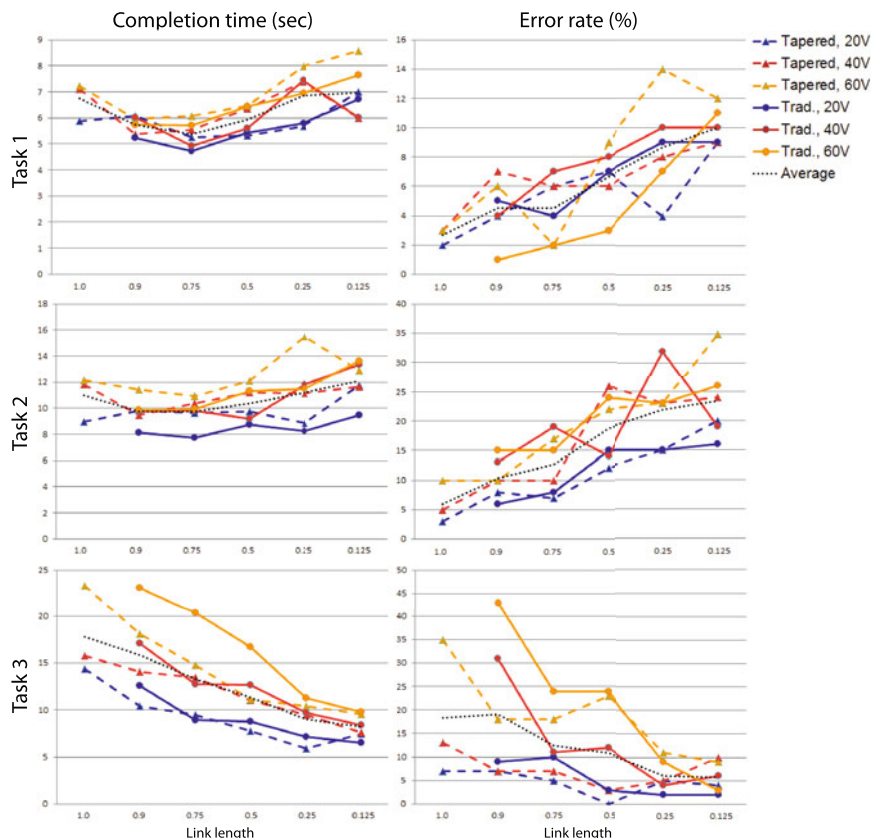 Completion time (sec)
Error rate (%)
Tapered, 20V
Tapered, 40V
Tapered, 60V
Trad., 20V
Trad., 40V
Trad., 60V
Average
Task 1
9
8
7
6
5
4
3
2
1
0
1.0 0.9 0.75 0.5 0.25 0.125
16
14
12
10
8
6
4
2
0
1.0 0.9 0.75 0.5 0.25 0.125
Task 2
18
16
14
12
10
8
6
4
2
0
1.0 0.9 0.75 0.5 0.25 0.125
40
35
30
25
20
15
10
5
0
1.0 0.9 0.75 0.5 0.25 0.125
Task 3
25
20
15
10
5
0
1.0 0.9 0.75 0.5 0.25 0.125
Link length
50
45
40
35
30
25
20
15
10
5
0
1.0 0.9 0.75 0.5 0.25 0.125
Link length